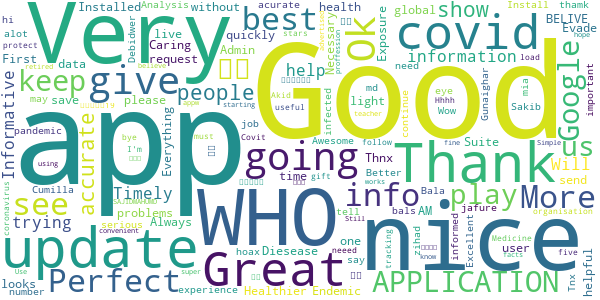 hi Installed Analysis without acurate health
Very best show global Install thamk
protect alot Debidwer live quickly stars Necessary Exposure BELIVE Evade
First Caring Admin ok covid hope
data request information load
keep give people help Google important
may save please infected md need eye mia
Informative app Good light Hhhh Wow Sakib Gunaighar
pandemic Everything job Akid useful continue
retired believe starting Covit Awesome Better follow Suite us
accurate going Thank
bye I'm Thnx time gift works fine Simple Will five
see using must teacher send
Cumilla Timely WHO info play More
trying SAJIDMAHUMD problems Always tell Bala bals AM jafure user
coronavirus update serious hoax Diesease one neeed zihad informed Still Excellent know Medicine organisation
Use looks Perfect Great say tracking facts Tnx helpful
number super experience Healthier Endemic APPLICATION nice
convenient